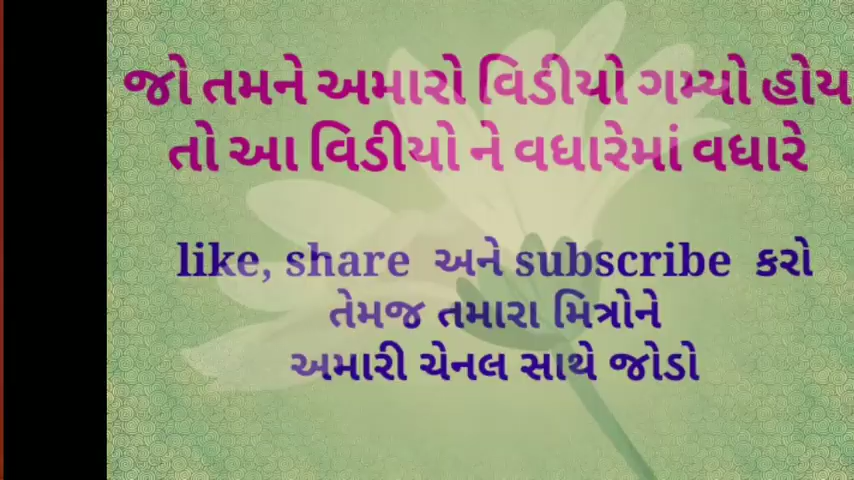 જો તમને અમારો વિડીયો ગમ્યો હોય
તો આ વિડીયો ને વધારેમાં વધારે
like, share અને subscribe કરો
તેમજ તમારા મિત્રોને
અમારી ચેનલ સાથે જોડો